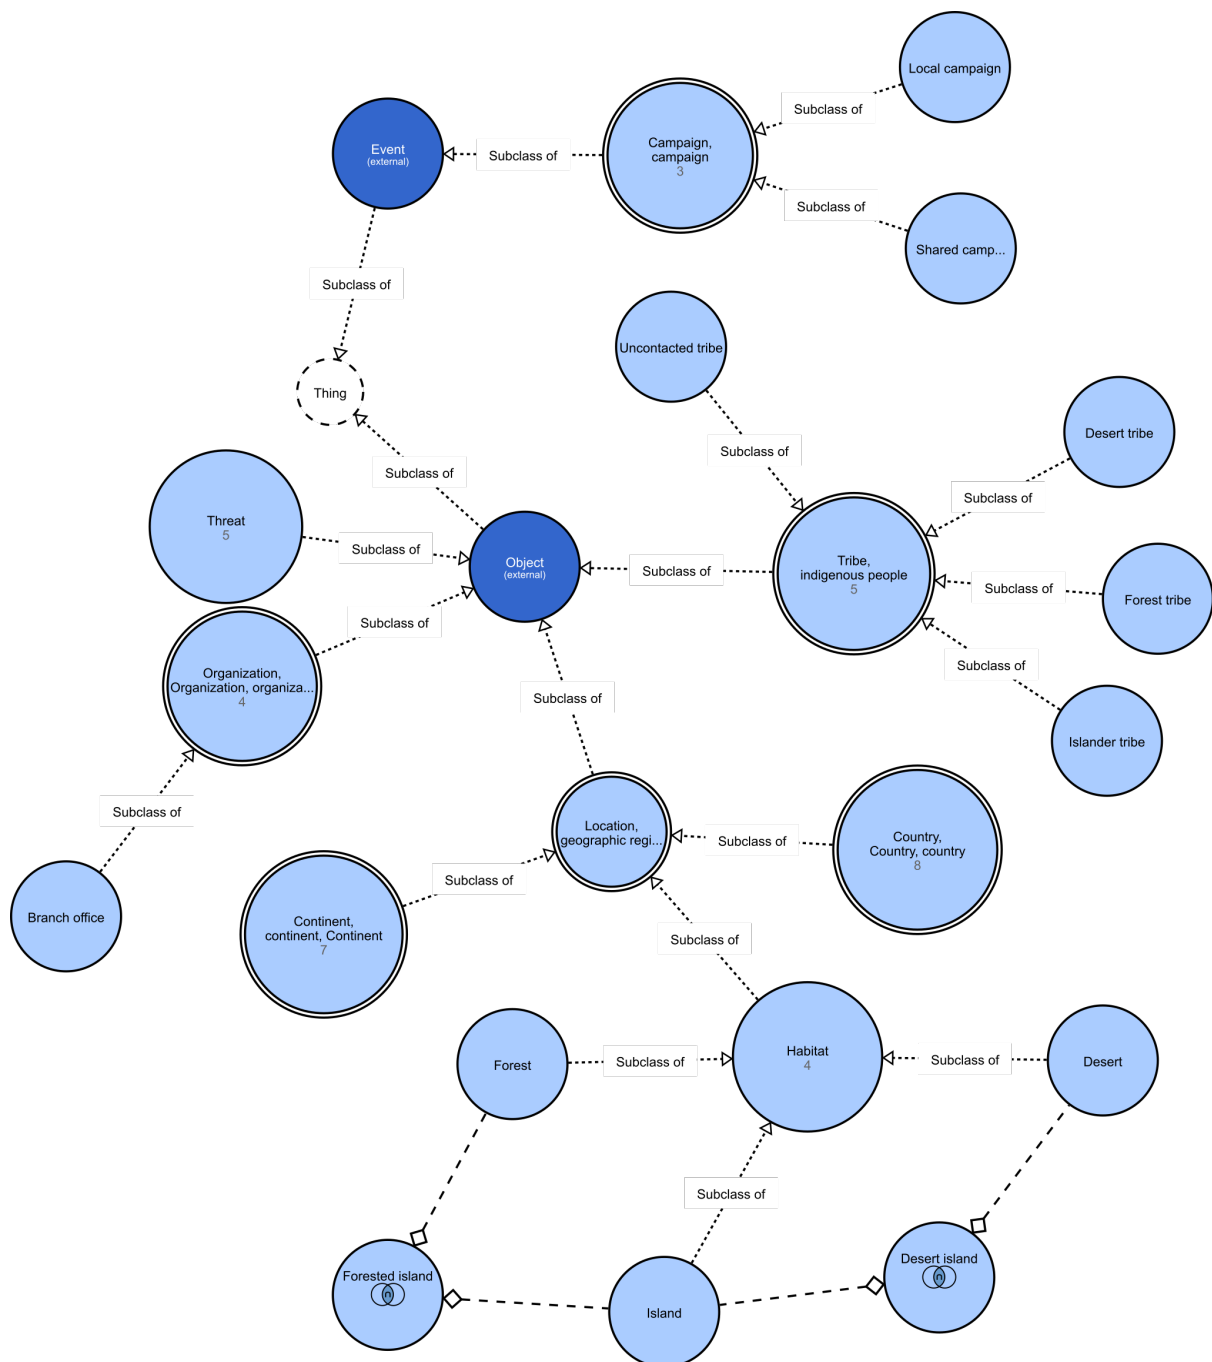 Local campaign
Subclass of
Event
(external)
Subclass of
Campaign,
campaign
3
Subclass of
Shared camp...
Subclass of
Uncontacted tribe
Thing
Subclass of
Desert tribe
Subclass of
Subclass of
Threat
5
Subclass of
Object
(external)
Subclass of
Tribe,
indigenous people
5
Subclass of
Forest tribe
Subclass of
Organization,
Organization, organiza...
4
Subclass of
Subclass of
Islander tribe
Subclass of
Location,
geographic regi...
Subclass of
Country,
Country, country
8
Subclass of
Branch office
Continent,
continent, Continent
7
Subclass of
Forest
Subclass of
Habitat
4
Subclass of
Desert
Subclass of
Forested island
∩
Island
Desert island
∩